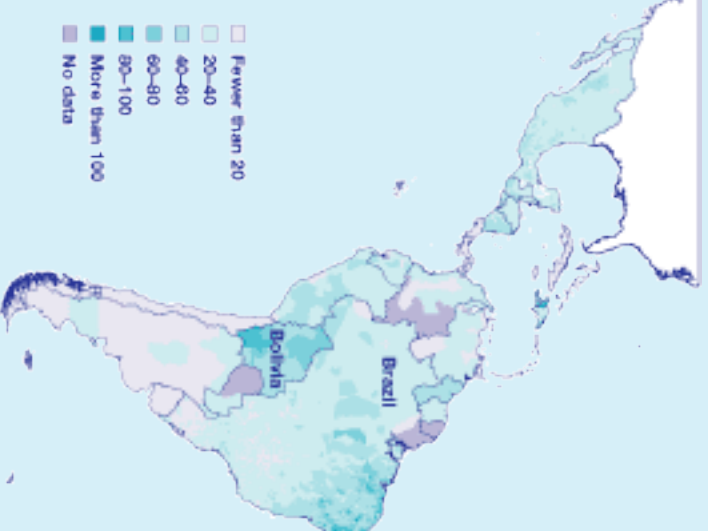 Fewer than 20
20–40
40–60
60–80
80–100
More than 100
No data
Bolivia
Brazil